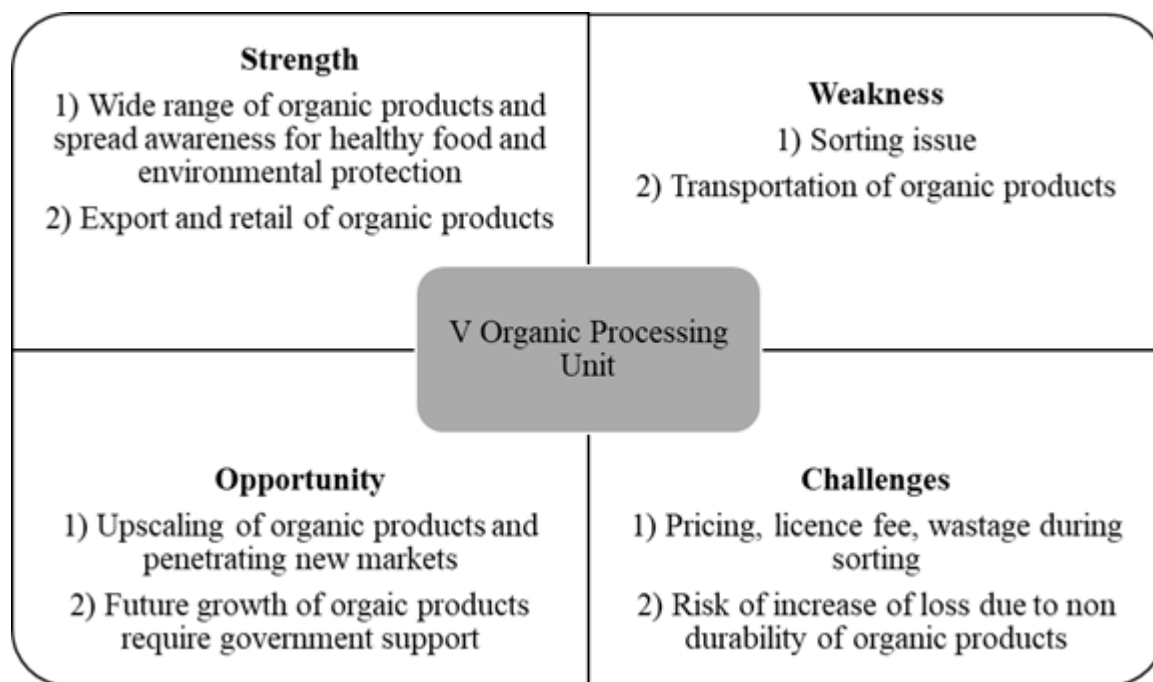 Strength
1) Wide range of organic products and
spread awareness for healthy food and
environmental protection
2) Export and retail of organic products
Weakness
1) Sorting issue
2) Transportation of organic products
V Organic Processing
Unit
Opportunity
1) Upscaling of organic products and
penetrating new markets
2) Future growth of orgaic products
require government support
Challenges
1) Pricing, licence fee, wastage during
sorting
2) Risk of increase of loss due to non
durability of organic products